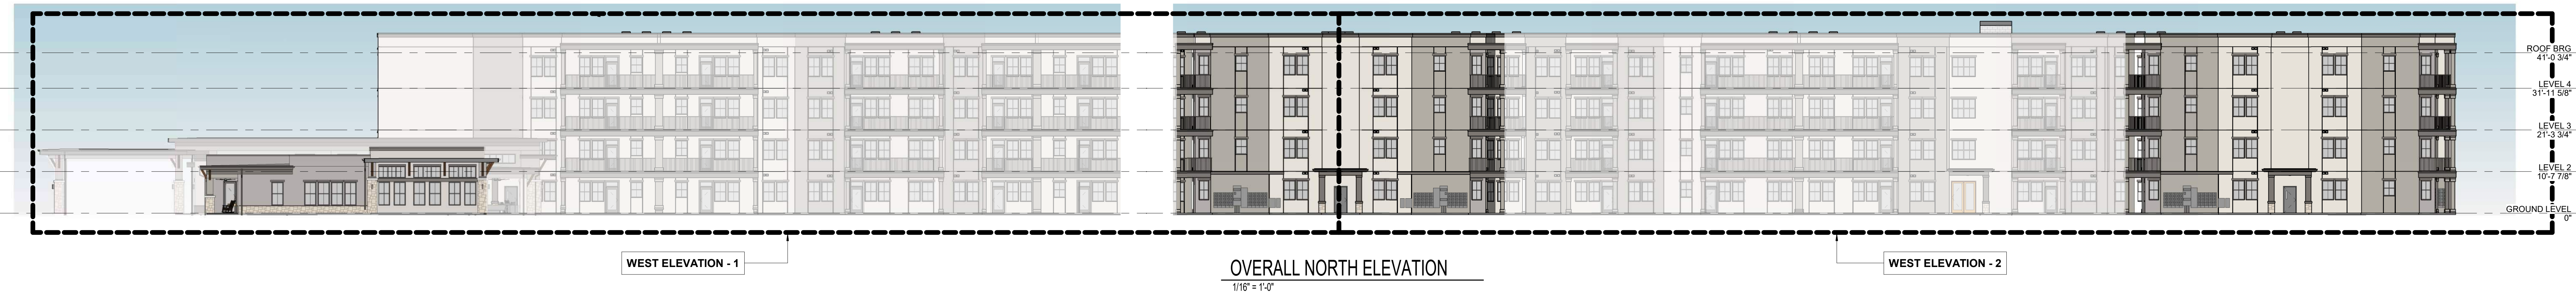 ROOF BRG
41'-0 3/4"
LEVEL 4
31'-11 5/8"
LEVEL 3
21'-3 3/4"
LEVEL 2
10'-7 7/8"
GROUND LEVEL
0"
WEST ELEVATION - 1
WEST ELEVATION - 2
OVERALL NORTH ELEVATION
1/16" = 1'-0"